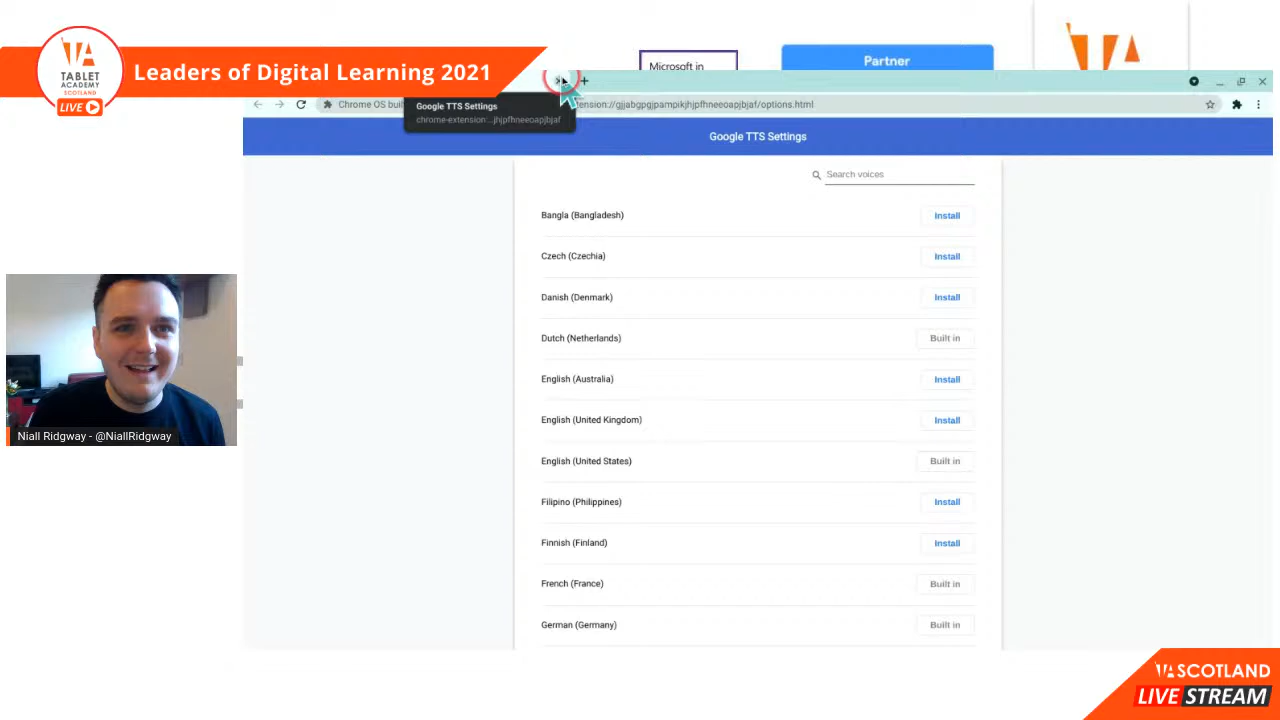 TABLET
ACADEMY
SCOTLAND
LIVE
Leaders of Digital Learning 2021
Microsoft in
Partner
Chrome OS buil
ension://gjjabgpgjpampikjhjpfhneeoapjbjaf/options.html
Google TTS Settings
chrome-extension:...jhjpfhneeoapjbjaf
Google TTS Settings
Search voices
Bangla (Bangladesh) Install
Czech (Czechia) Install
Danish (Denmark) Install
Dutch (Netherlands) Built in
English (Australia) Install
English (United Kingdom) Install
English (United States) Built in
Filipino (Philippines) Install
Finnish (Finland) Install
French (France) Built in
German (Germany) Built in
Niall Ridgway - @NiallRidgway
TA SCOTLAND
LIVE STREAM